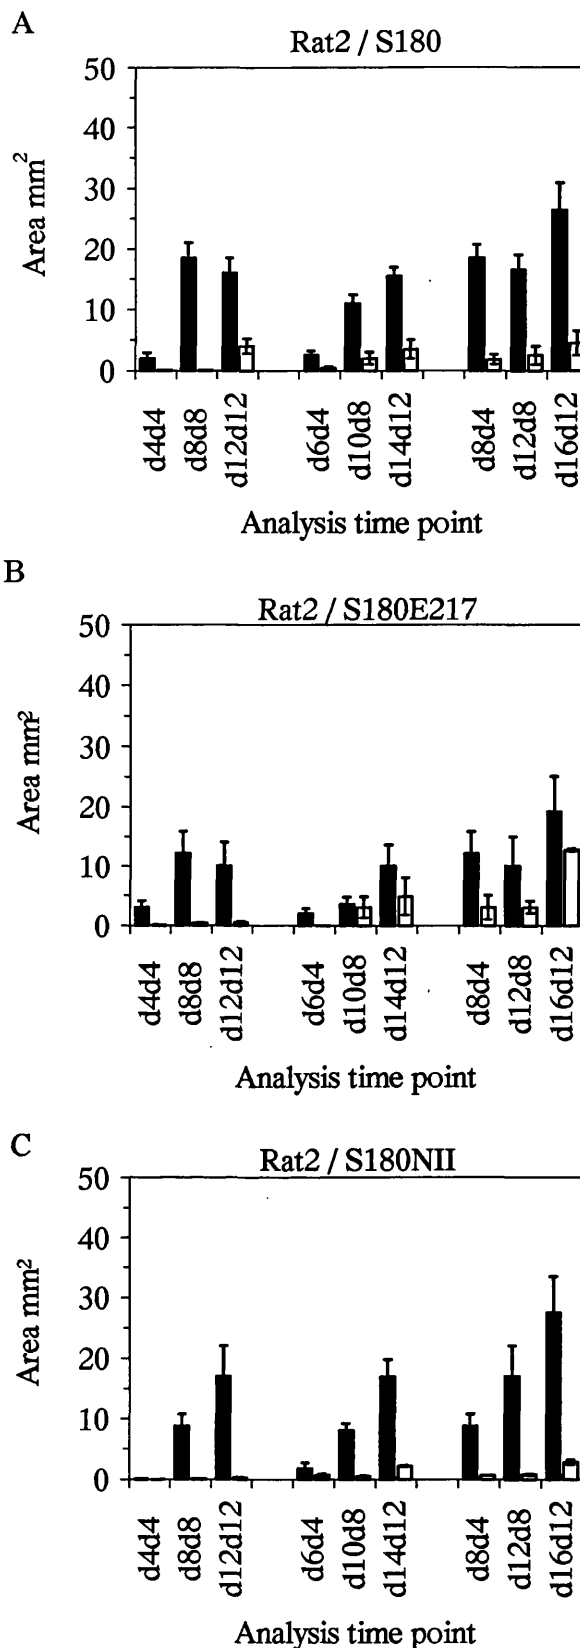 A
Rat2 / S180
50
40
30
20
10
0
Area mm²
d4d4
d8d8
d12d12
d6d4
d10d8
d14d12
d8d4
d12d8
d16d12
Analysis time point
B
Rat2 / S180E217
50
40
30
20
10
0
Area mm²
d4d4
d8d8
d12d12
d6d4
d10d8
d14d12
d8d4
d12d8
d16d12
Analysis time point
C
Rat2 / S180NII
50
40
30
20
10
0
Area mm²
d4d4
d8d8
d12d12
d6d4
d10d8
d14d12
d8d4
d12d8
d16d12
Analysis time point